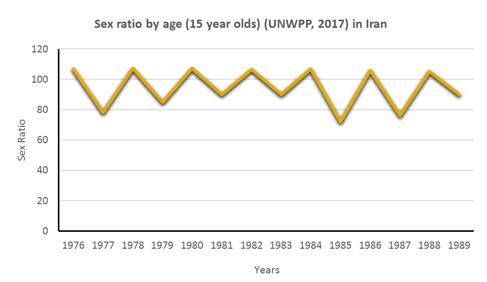 Sex ratio by age (15 year olds) (UNWPP, 2017) in Iran
120
100
80
60
40
20
0
Sex Ratio
1976 1977 1978 1979 1980 1981 1982 1983 1984 1985 1986 1987 1988 1989
Years